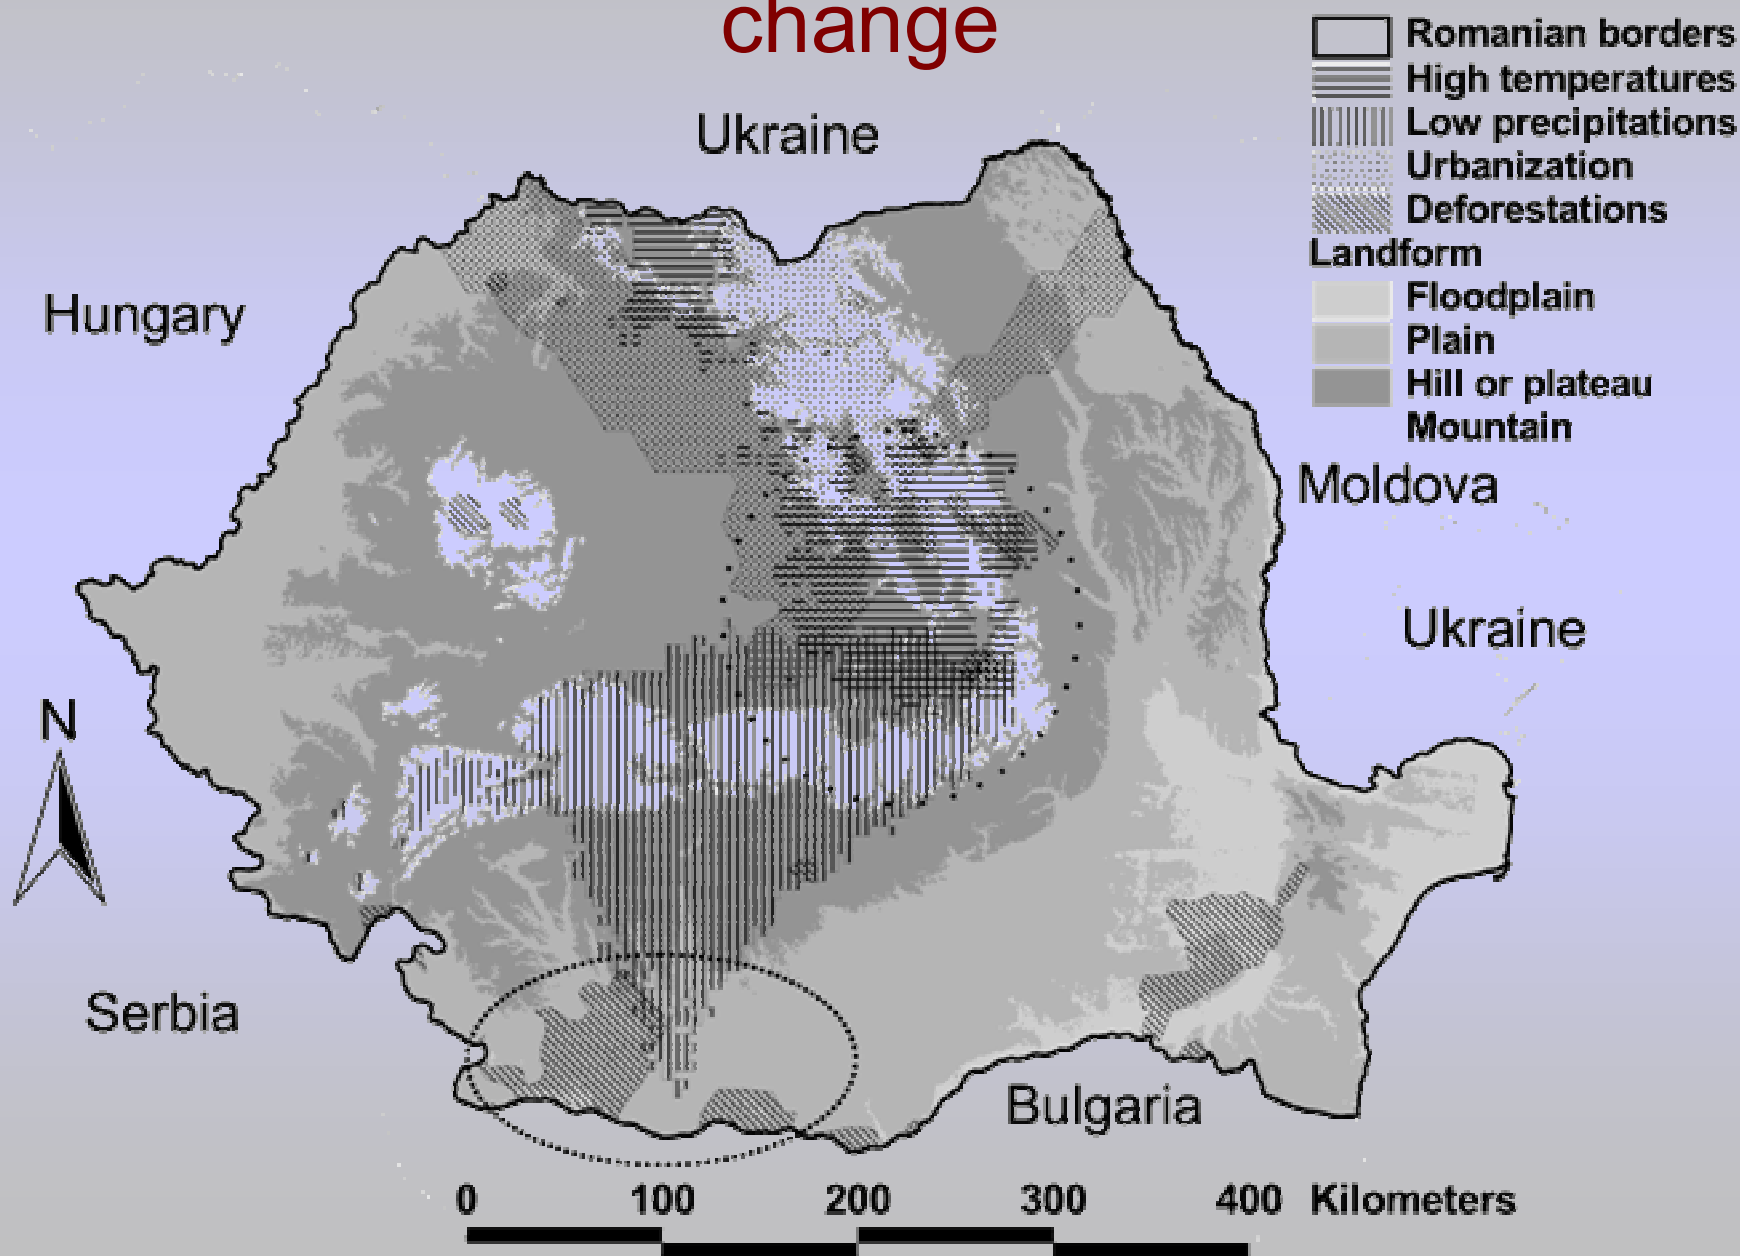 change
Romanian borders
High temperatures
Low precipitations
Urbanization
Deforestations
Landform
Floodplain
Plain
Hill or plateau
Mountain
Ukraine
Hungary
Moldova
Ukraine
N
Serbia
Bulgaria
0 100 200 300 400 Kilometers